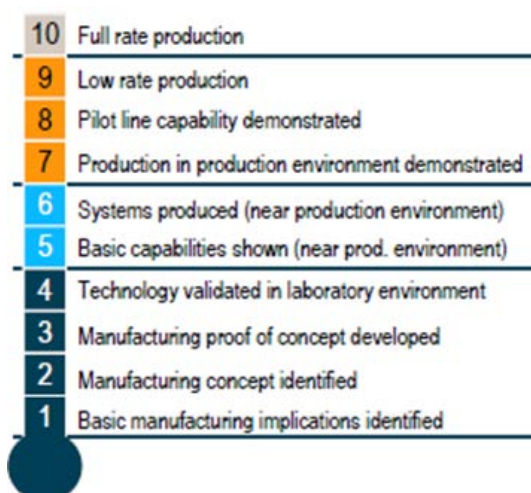 10 Full rate production
9 Low rate production
8 Pilot line capability demonstrated
7 Production in production environment demonstrated
6 Systems produced (near production environment)
5 Basic capabilities shown (near prod. environment)
4 Technology validated in laboratory environment
3 Manufacturing proof of concept developed
2 Manufacturing concept identified
1 Basic manufacturing implications identified